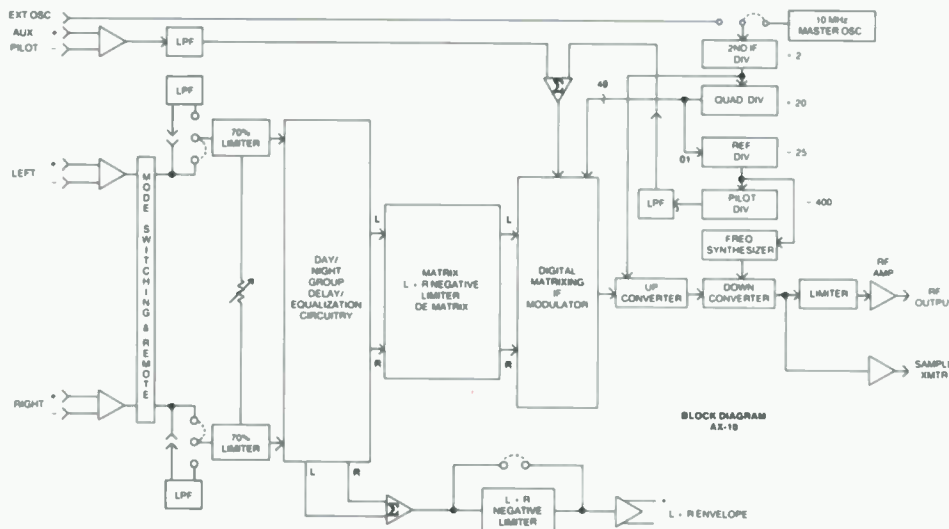 EXT OSC
AUX +
PILOT -
LPF
10 MHz
MASTER OSC
2ND IF
DIV
- 2
Σ
QUAD DIV
- 20
REF
DIV
- 25
01
PILOT
DIV
- 400
LPF
FREQ
SYNTHESIZER
LPF
70%
LIMITER
LEFT +
-
MODE SWITCHING & REMOTE
L
R
DAY/
NIGHT
GROUP
DELAY/
EQUALIZATION
CIRCUITRY
MATRIX
L - R NEGATIVE
LIMITER
DE MATRIX
L
R
DIGITAL
MATRIXING
IF
MODULATOR
UP
CONVERTER
DOWN
CONVERTER
LIMITER
RF
AMP
RF
OUTPUT
SAMPLE
XMTR
RIGHT +
-
70%
LIMITER
LPF
BLOCK DIAGRAM
L
R
Σ
L + R
NEGATIVE
LIMITER
+
L + R ENVELOPE
-